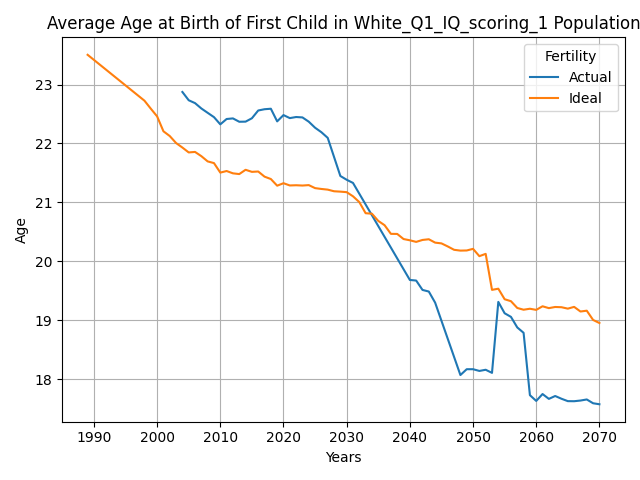 Average Age at Birth of First Child in White_Q1_IQ_scoring_1 Population
Fertility
Actual
Ideal
Age
23
22
21
20
19
18
1990 2000 2010 2020 2030 2040 2050 2060 2070
Years